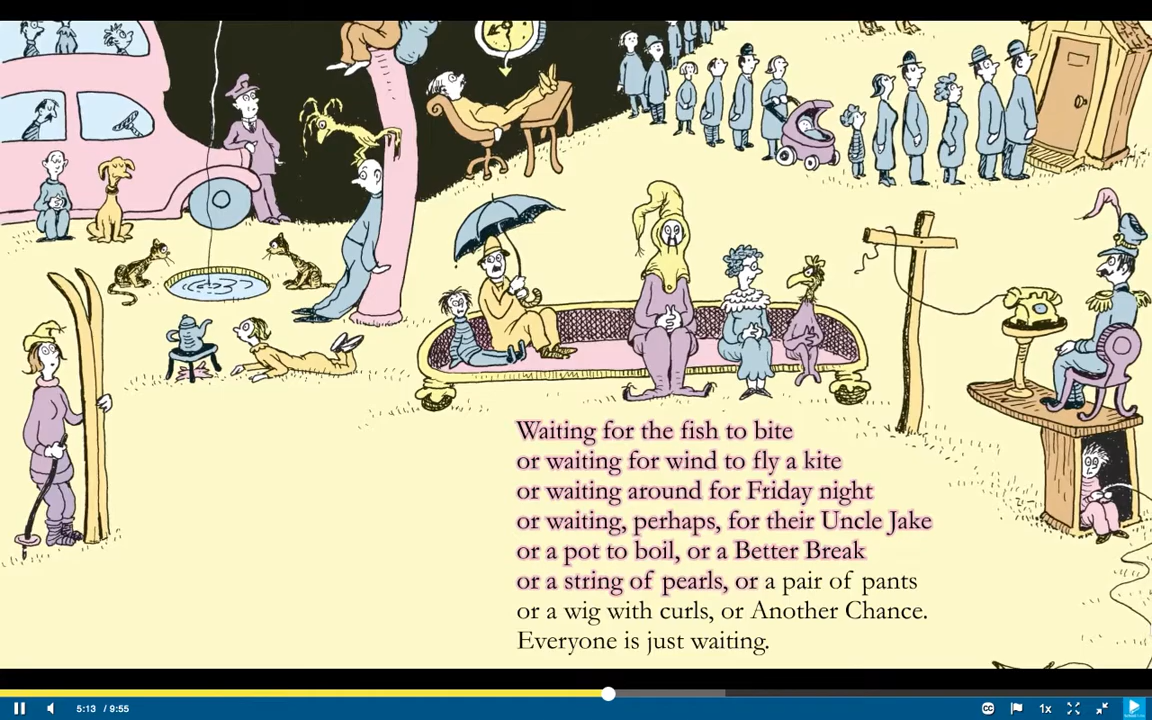 Waiting for the fish to bite
or waiting for wind to fly a kite
or waiting around for Friday night
or waiting, perhaps, for their Uncle Jake
or a pot to boil, or a Better Break
or a string of pearls, or a pair of pants
or a wig with curls, or Another Chance.
Everyone is just waiting.
5:13 / 9:55
CC
1x